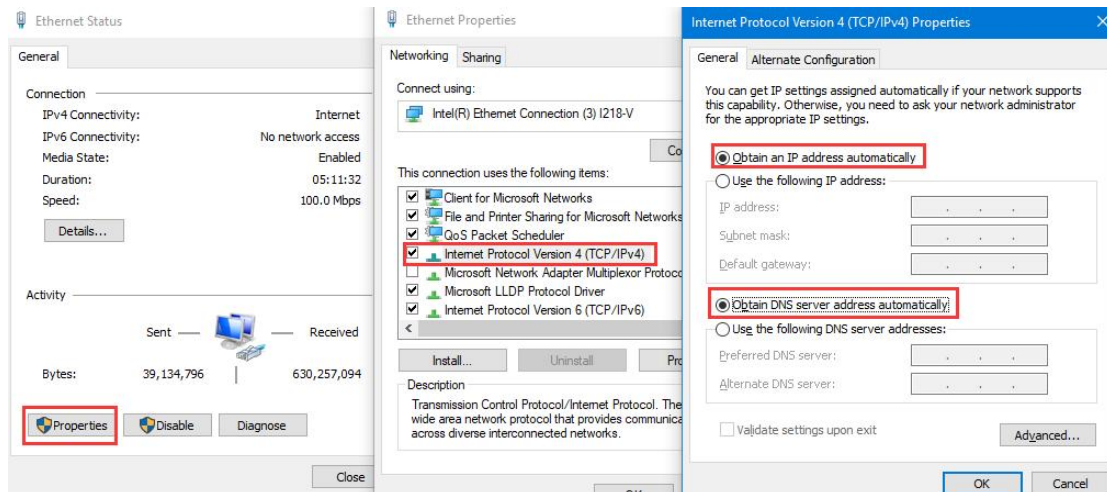 Ethernet Status
General
Connection
IPv4 Connectivity: Internet
IPv6 Connectivity: No network access
Media State: Enabled
Duration: 05:11:32
Speed: 100.0 Mbps
Details...
Activity
Sent Received
Bytes: 39,134,796 630,257,094
Properties Disable Diagnose
Close
Ethernet Properties
Networking Sharing
Connect using:
Intel(R) Ethernet Connection (3) I218-V
Co
This connection uses the following items:
Client for Microsoft Networks
File and Printer Sharing for Microsoft Networks
QoS Packet Scheduler
Internet Protocol Version 4 (TCP/IPv4)
Microsoft Network Adapter Multiplexor Protoco
Microsoft LLDP Protocol Driver
Internet Protocol Version 6 (TCP/IPv6)
Install... Uninstall Pro
Description
Transmission Control Protocol/Internet Protocol. The
wide area network protocol that provides communica
across diverse interconnected networks.
Internet Protocol Version 4 (TCP/IPv4) Properties
General Alternate Configuration
You can get IP settings assigned automatically if your network supports
this capability. Otherwise, you need to ask your network administrator
for the appropriate IP settings.
Obtain an IP address automatically
Use the following IP address:
IP address:
Subnet mask:
Default gateway:
Obtain DNS server address automatically
Use the following DNS server addresses:
Preferred DNS server:
Alternate DNS server:
Validate settings upon exit
Advanced...
OK Cancel